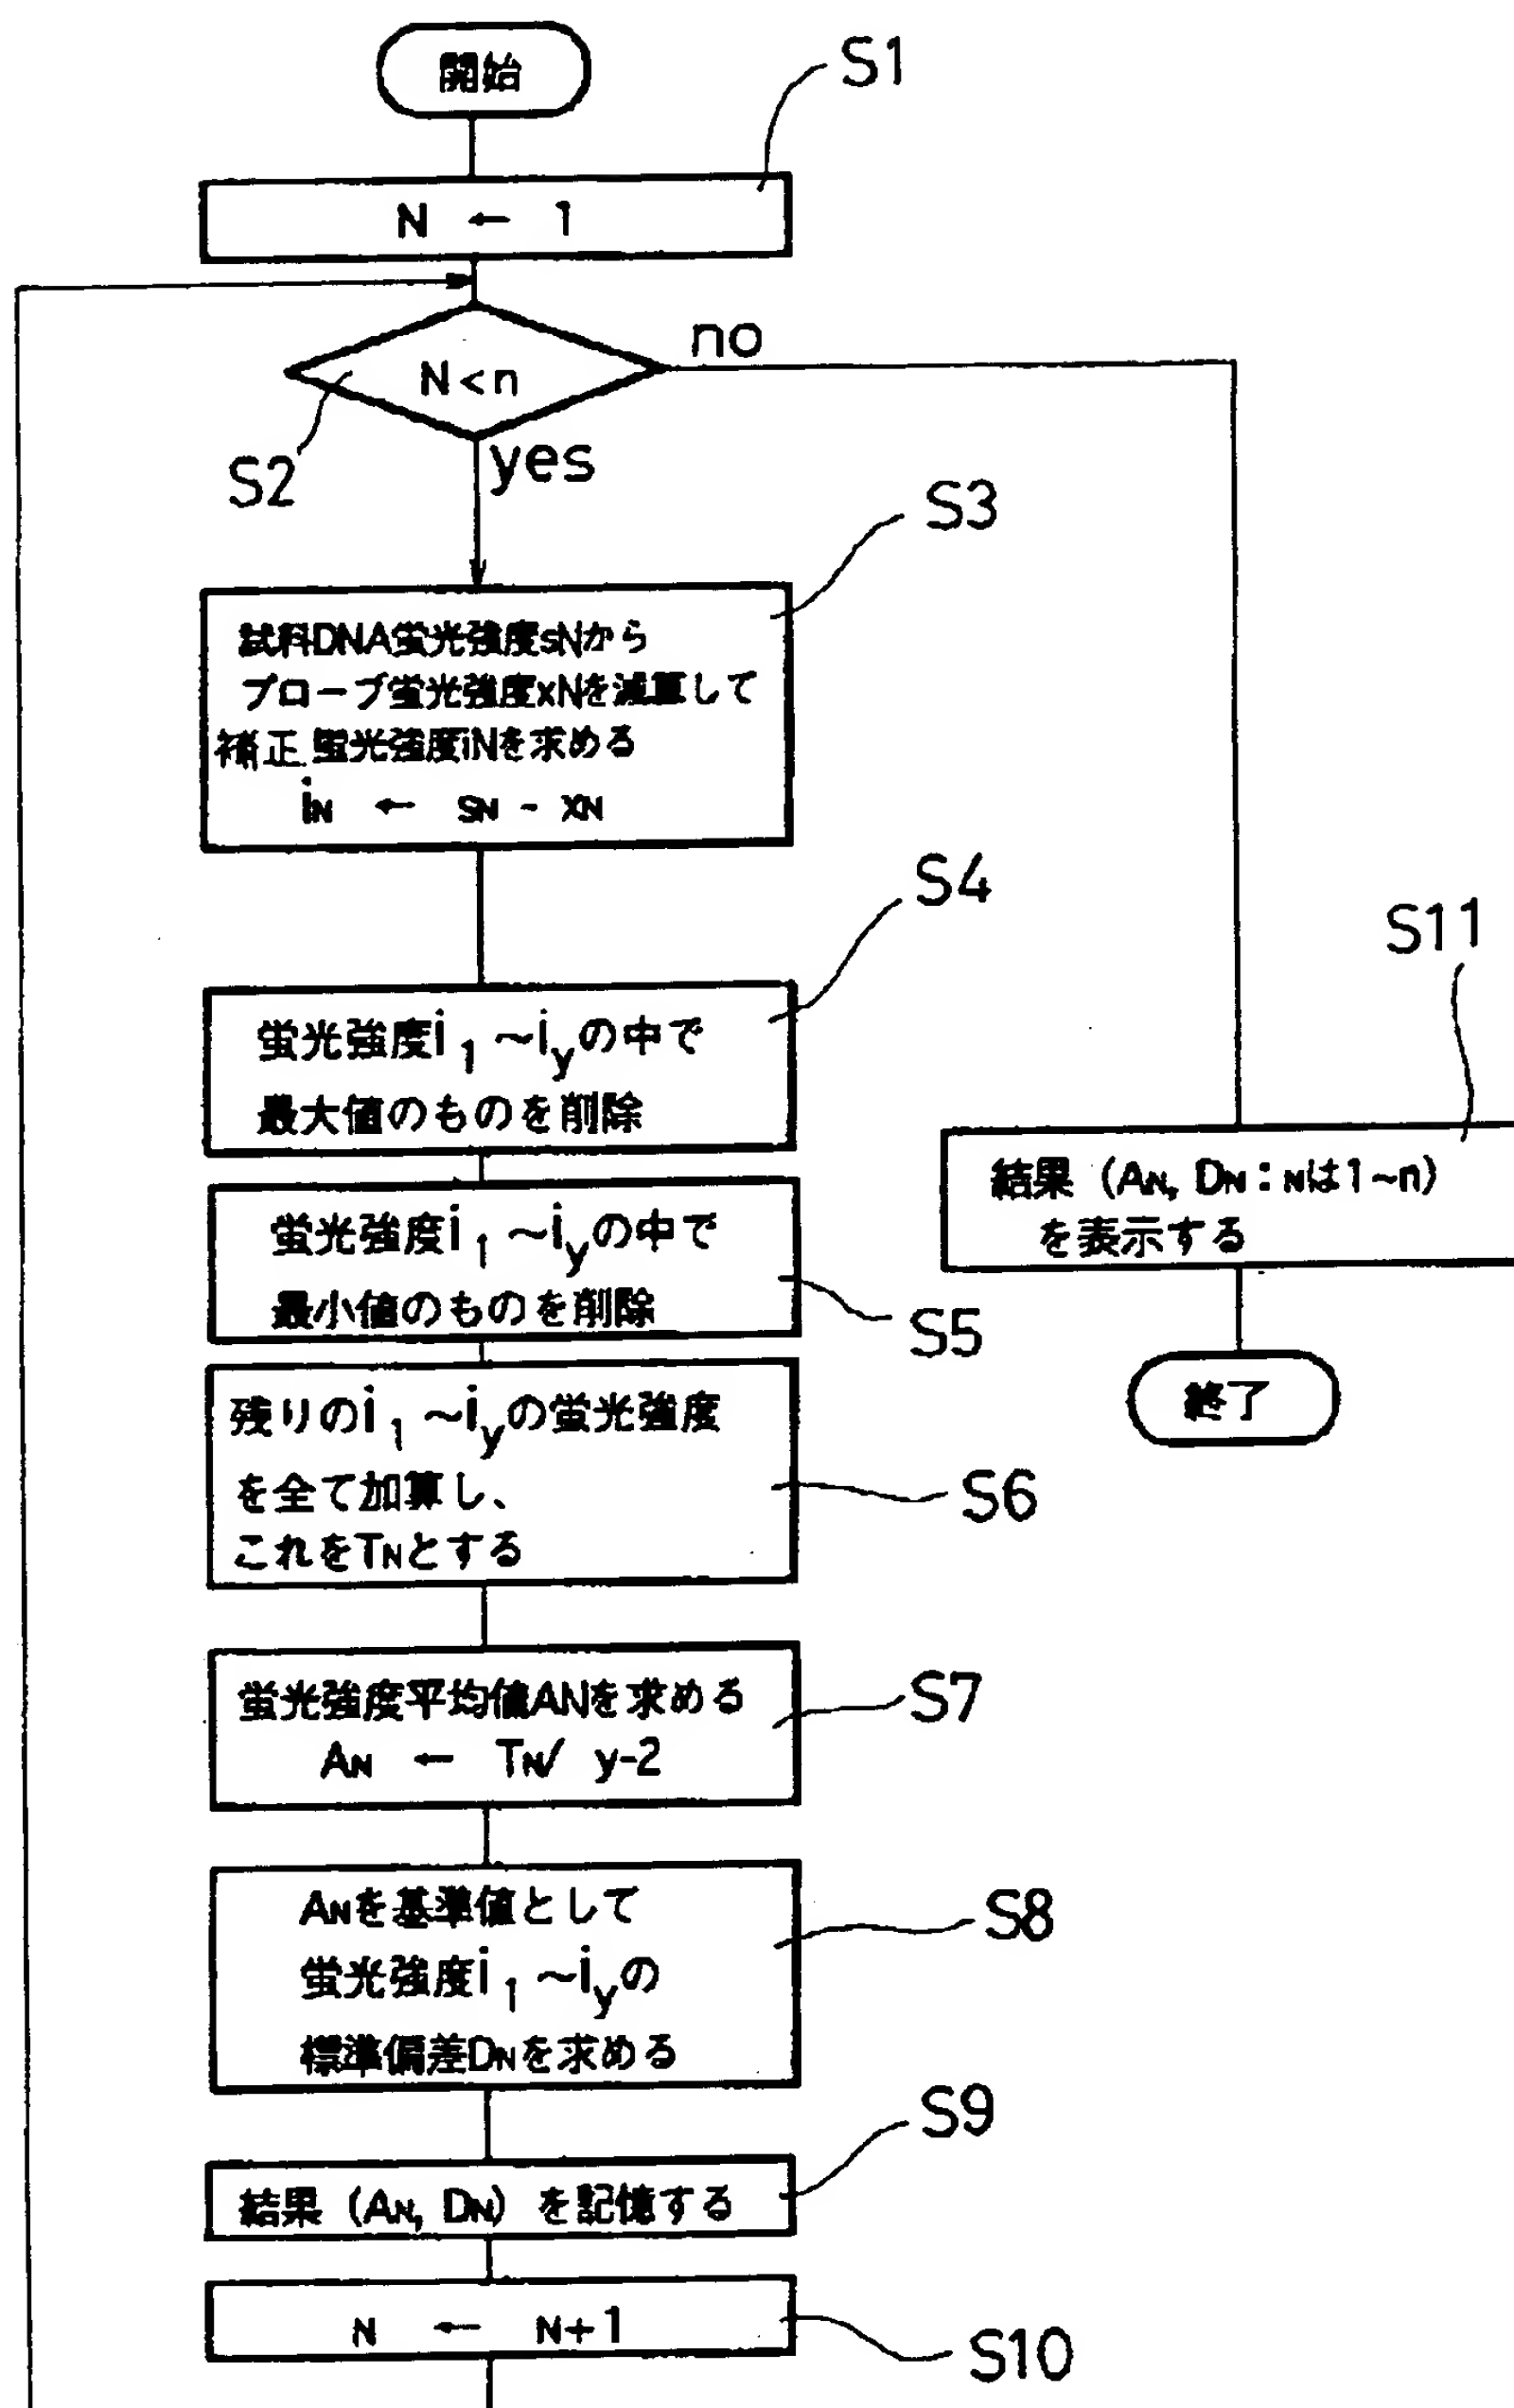 開始
S1
N ← 1
N<n
no
S2
yes
S3
試料DNA蛍光強度sNから
プローブ蛍光強度xNを減算して
補正蛍光強度iNを求める
iN ← sN - xN
S4
蛍光強度i1～iyの中で
最大値のものを削除
S11
結果 (AN, DN : Nは1~n)
を表示する
蛍光強度i1～iyの中で
最小値のものを削除
S5
終了
残りのi1～iyの蛍光強度
を全て加算し、
これをTNとする
S6
蛍光強度平均値ANを求める
AN ← TN/ y-2
S7
ANを基準値として
蛍光強度i1～iyの
標準偏差DNを求める
S8
S9
結果 (AN, DN) を記憶する
N ← N+1
S10